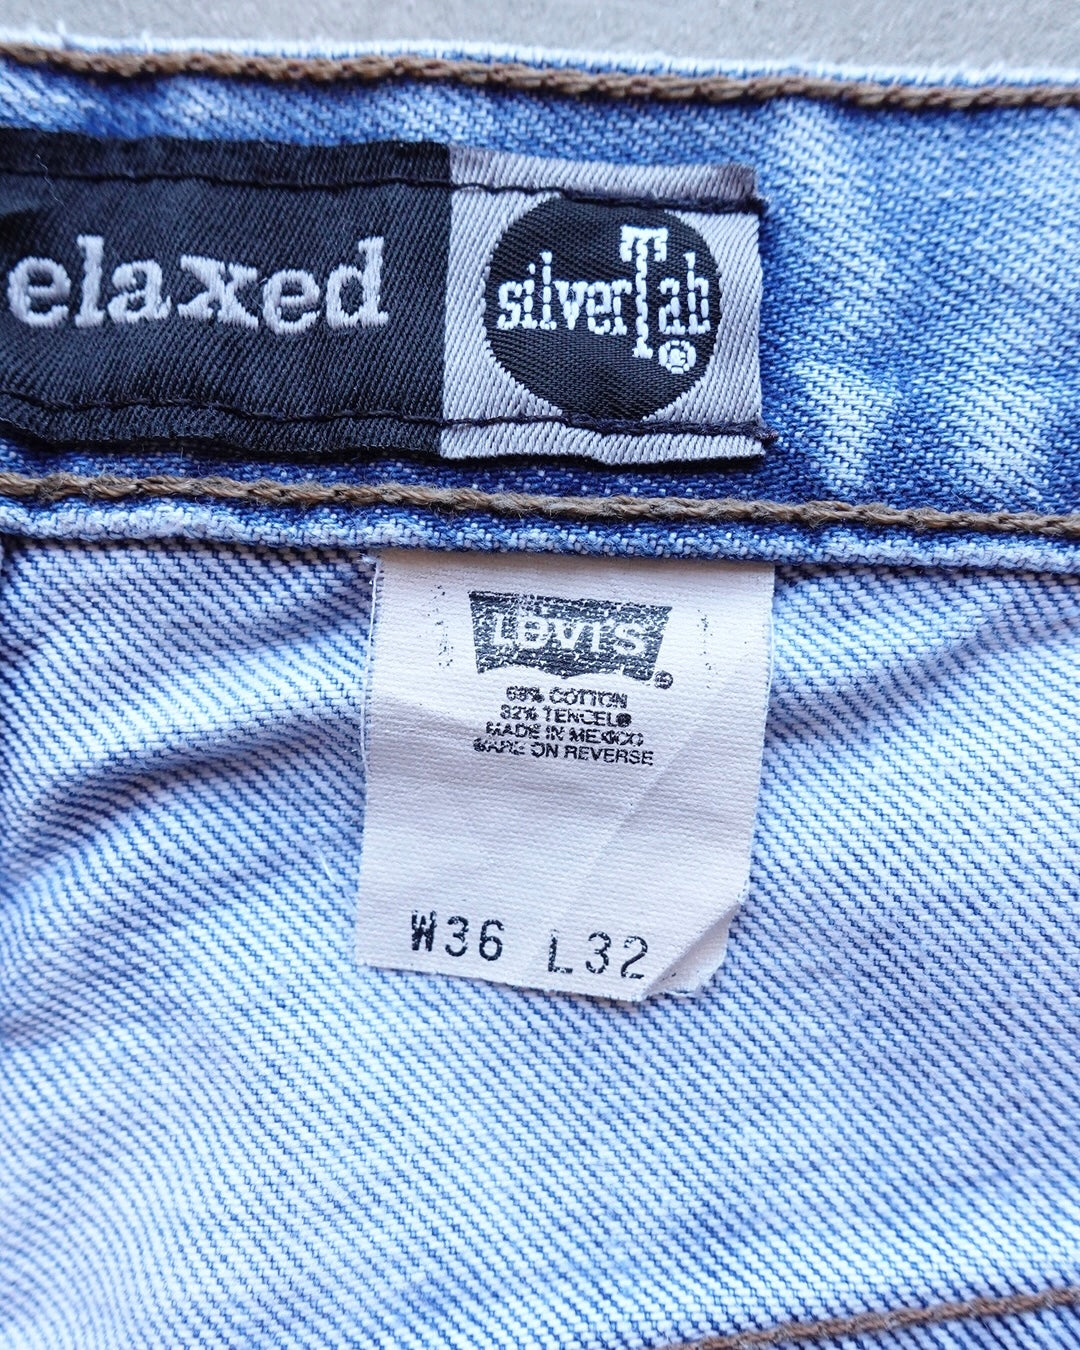 elaxed
silverTab
Levi's
68% COTTON
32% TENCEL®
MADE IN MEXICO
CARE ON REVERSE
W36 L32